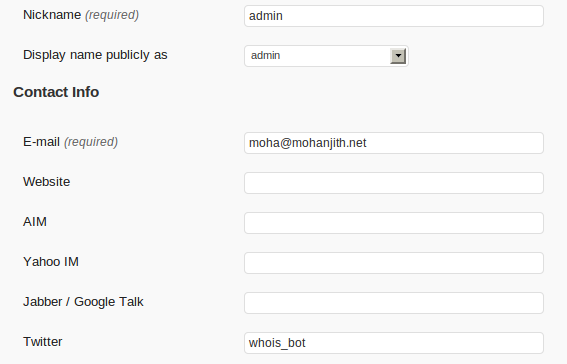 Nickname (required) admin
Display name publicly as admin
Contact Info
E-mail (required) moha@mohanjith.net
Website
AIM
Yahoo IM
Jabber / Google Talk
Twitter whois_bot